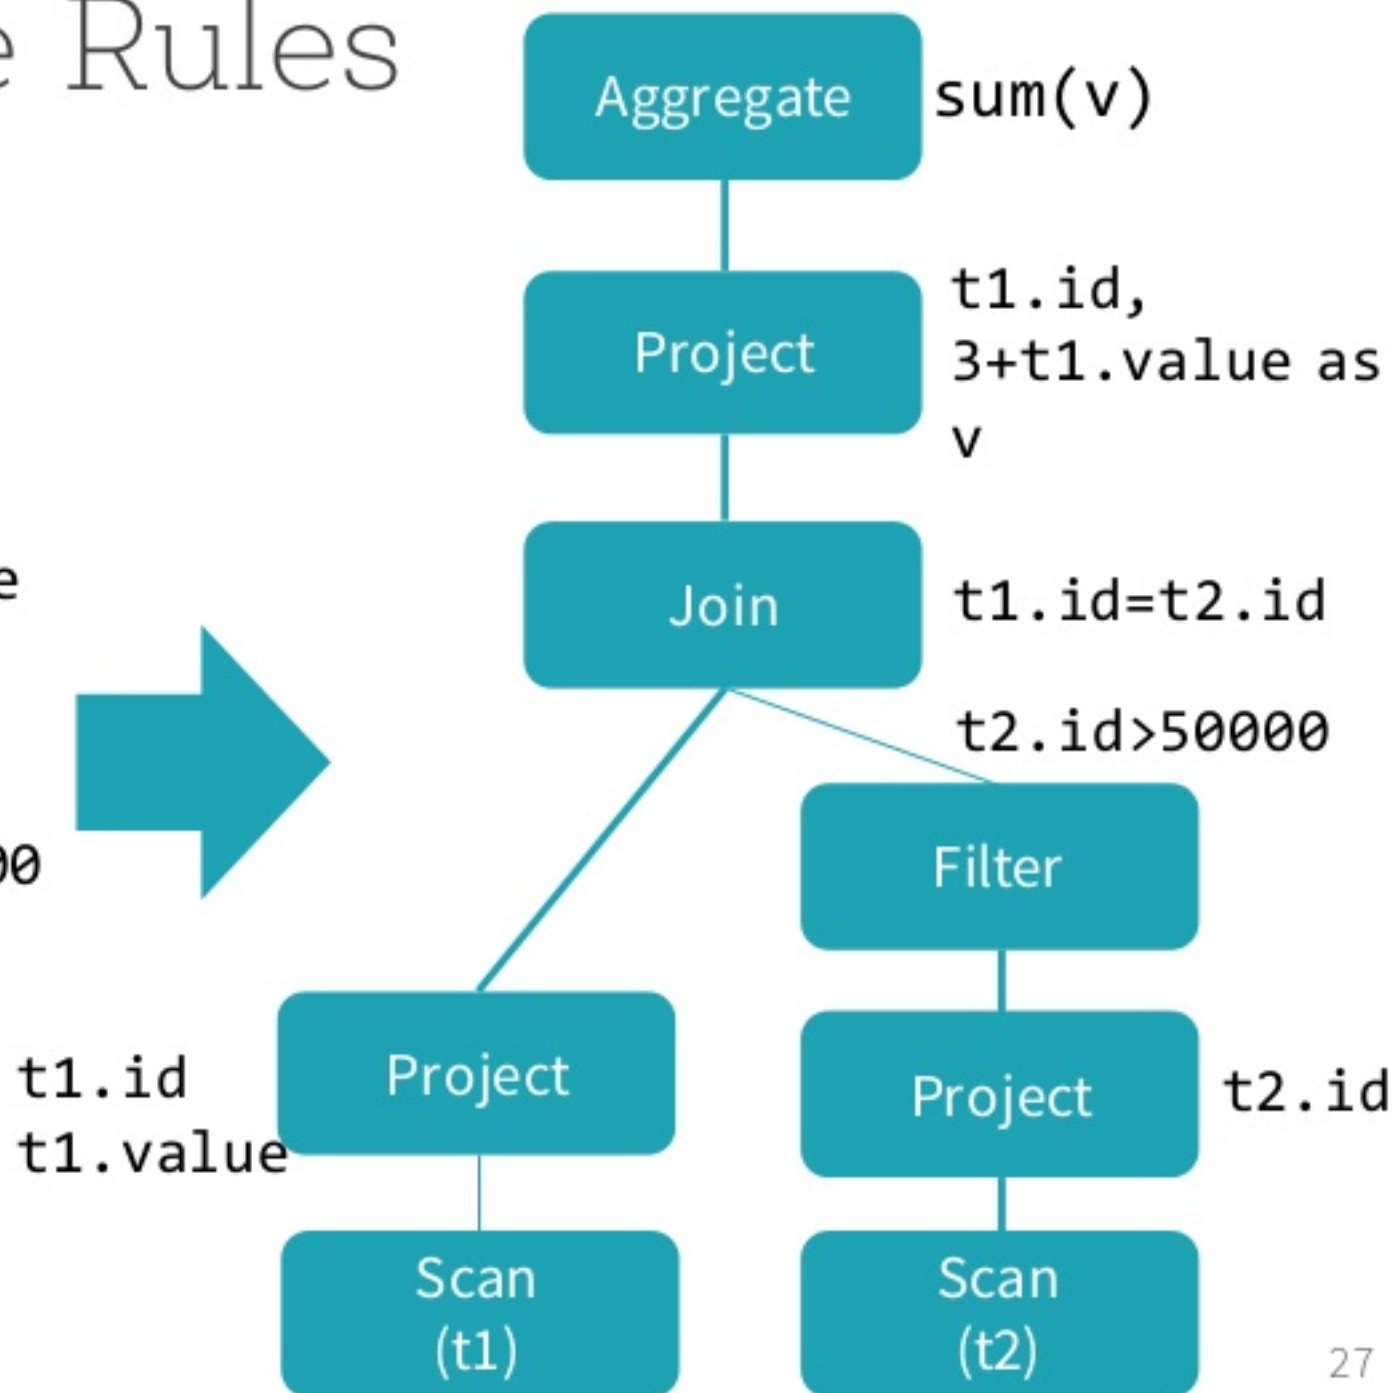 e Rules
Aggregate
sum(v)
Project
t1.id,
3+t1.value as
v
Join
t1.id=t2.id
e
t2.id>50000
00
Filter
Project
t1.id
t1.value
Project
t2.id
Scan
(t1)
Scan
(t2)
27